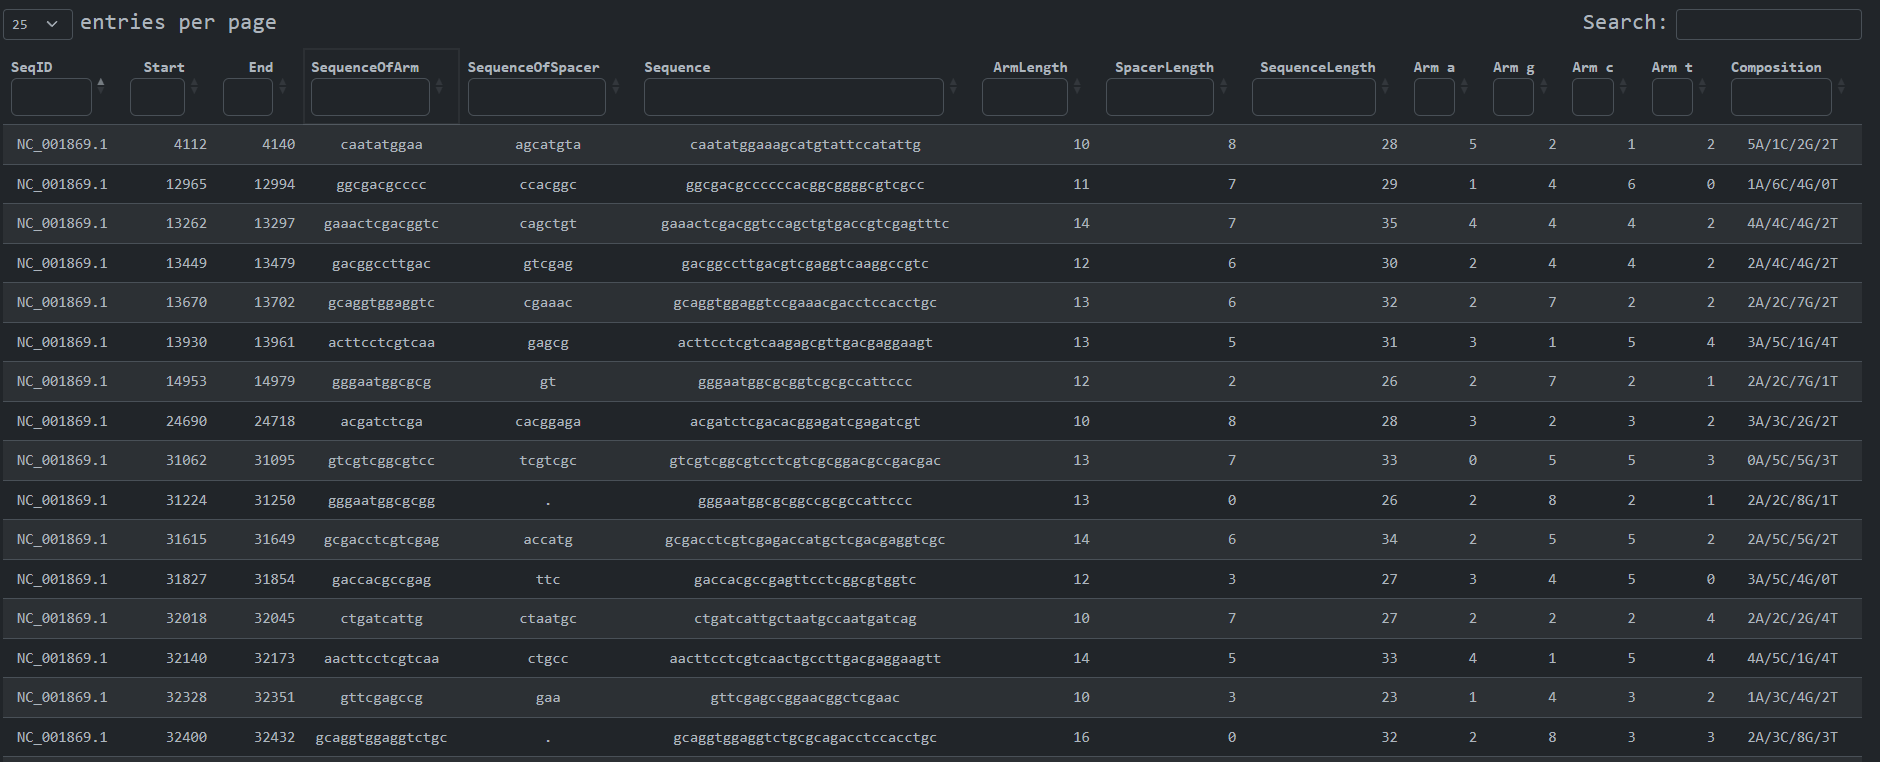 25 entries per page Search:
SeqID Start End SequenceOfArm SequenceOfSpacer Sequence ArmLength SpacerLength SequenceLength Arm a Arm g Arm c Arm t Composition
NC_001869.1 4112 4140 caatatggaa agcatgta caatatggaaagcatgtattccatattg 10 8 28 5 2 1 2 5A/1C/2G/2T
NC_001869.1 12965 12994 ggcgacgcccc ccacggc ggcgacgccccccacggcggggcgtcgcc 11 7 29 1 4 6 0 1A/6C/4G/0T
NC_001869.1 13262 13297 gaaactcgacggtc cagctgt gaaactcgacggtccagctgtgaccgtcgagtttc 14 7 35 4 4 4 2 4A/4C/4G/2T
NC_001869.1 13449 13479 gacggccttgac gtcgag gacggccttgacgtcgaggtcaaggccgtc 12 6 30 2 4 4 2 2A/4C/4G/2T
NC_001869.1 13670 13702 gcaggtggaggtc cgaaac gcaggtggaggtccgaaacgacctccacctgc 13 6 32 2 7 2 2 2A/2C/7G/2T
NC_001869.1 13930 13961 acttcctcgtcaa gagcg acttcctcgtcaagagcgttgacgaggaagt 13 5 31 3 1 5 4 3A/5C/1G/4T
NC_001869.1 14953 14979 gggaatggcgcg gt gggaatggcgcggtcgcgccattccc 12 2 26 2 7 2 1 2A/2C/7G/1T
NC_001869.1 24690 24718 acgatctcga cacggaga acgatctcgacacggagatcgagatcgt 10 8 28 3 2 3 2 3A/3C/2G/2T
NC_001869.1 31062 31095 gtcgtcggcgtcc tcgtcgc gtcgtcggcgtcctcgtcgcggacgccgacgac 13 7 33 0 5 5 3 0A/5C/5G/3T
NC_001869.1 31224 31250 gggaatggcgcgg . gggaatggcgcggccgcgccattccc 13 0 26 2 8 2 1 2A/2C/8G/1T
NC_001869.1 31615 31649 gcgacctcgtcgag accatg gcgacctcgtcgagaccatgctcgacgaggtcgc 14 6 34 2 5 5 2 2A/5C/5G/2T
NC_001869.1 31827 31854 gaccacgccgag ttc gaccacgccgagttcctcggcgtggtc 12 3 27 3 4 5 0 3A/5C/4G/0T
NC_001869.1 32018 32045 ctgatcattg ctaatgc ctgatcattgctaatgccaatgatcag 10 7 27 2 2 2 4 2A/2C/2G/4T
NC_001869.1 32140 32173 aacttcctcgtcaa ctgcc aacttcctcgtcaactgccttgacgaggaagtt 14 5 33 4 1 5 4 4A/5C/1G/4T
NC_001869.1 32328 32351 gttcgagccg gaa gttcgagccggaacggctcgaac 10 3 23 1 4 3 2 1A/3C/4G/2T
NC_001869.1 32400 32432 gcaggtggaggtctgc . gcaggtggaggtctgcgcagacctccacctgc 16 0 32 2 8 3 3 2A/3C/8G/3T